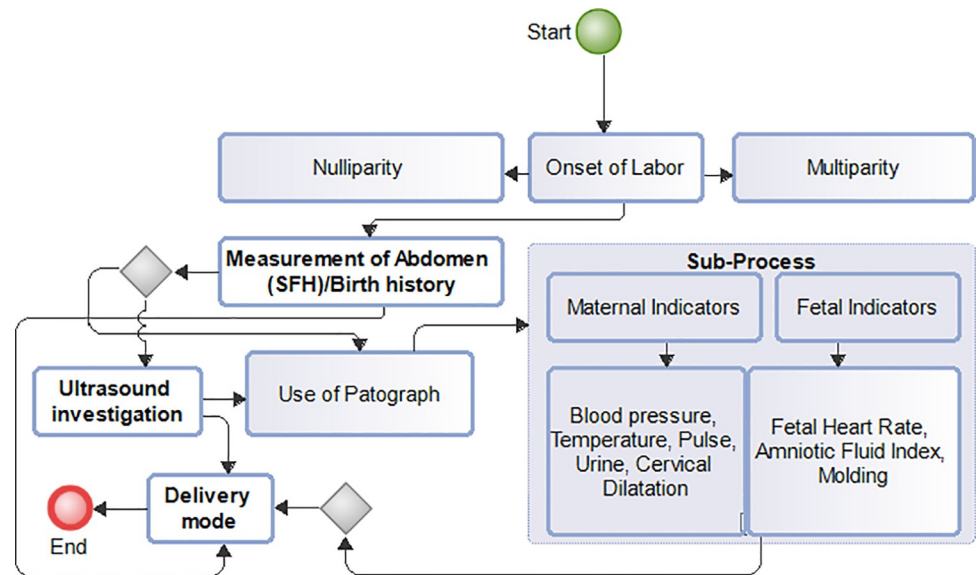 Start
Nulliparity
Onset of Labor
Multiparity
Measurement of Abdomen
(SFH)/Birth history
Sub-Process
Maternal Indicators
Fetal Indicators
Ultrasound
investigation
Use of Patograph
Blood pressure,
Temperature, Pulse,
Urine, Cervical
Dilatation
Fetal Heart Rate,
Amniotic Fluid Index,
Molding
Delivery
mode
End